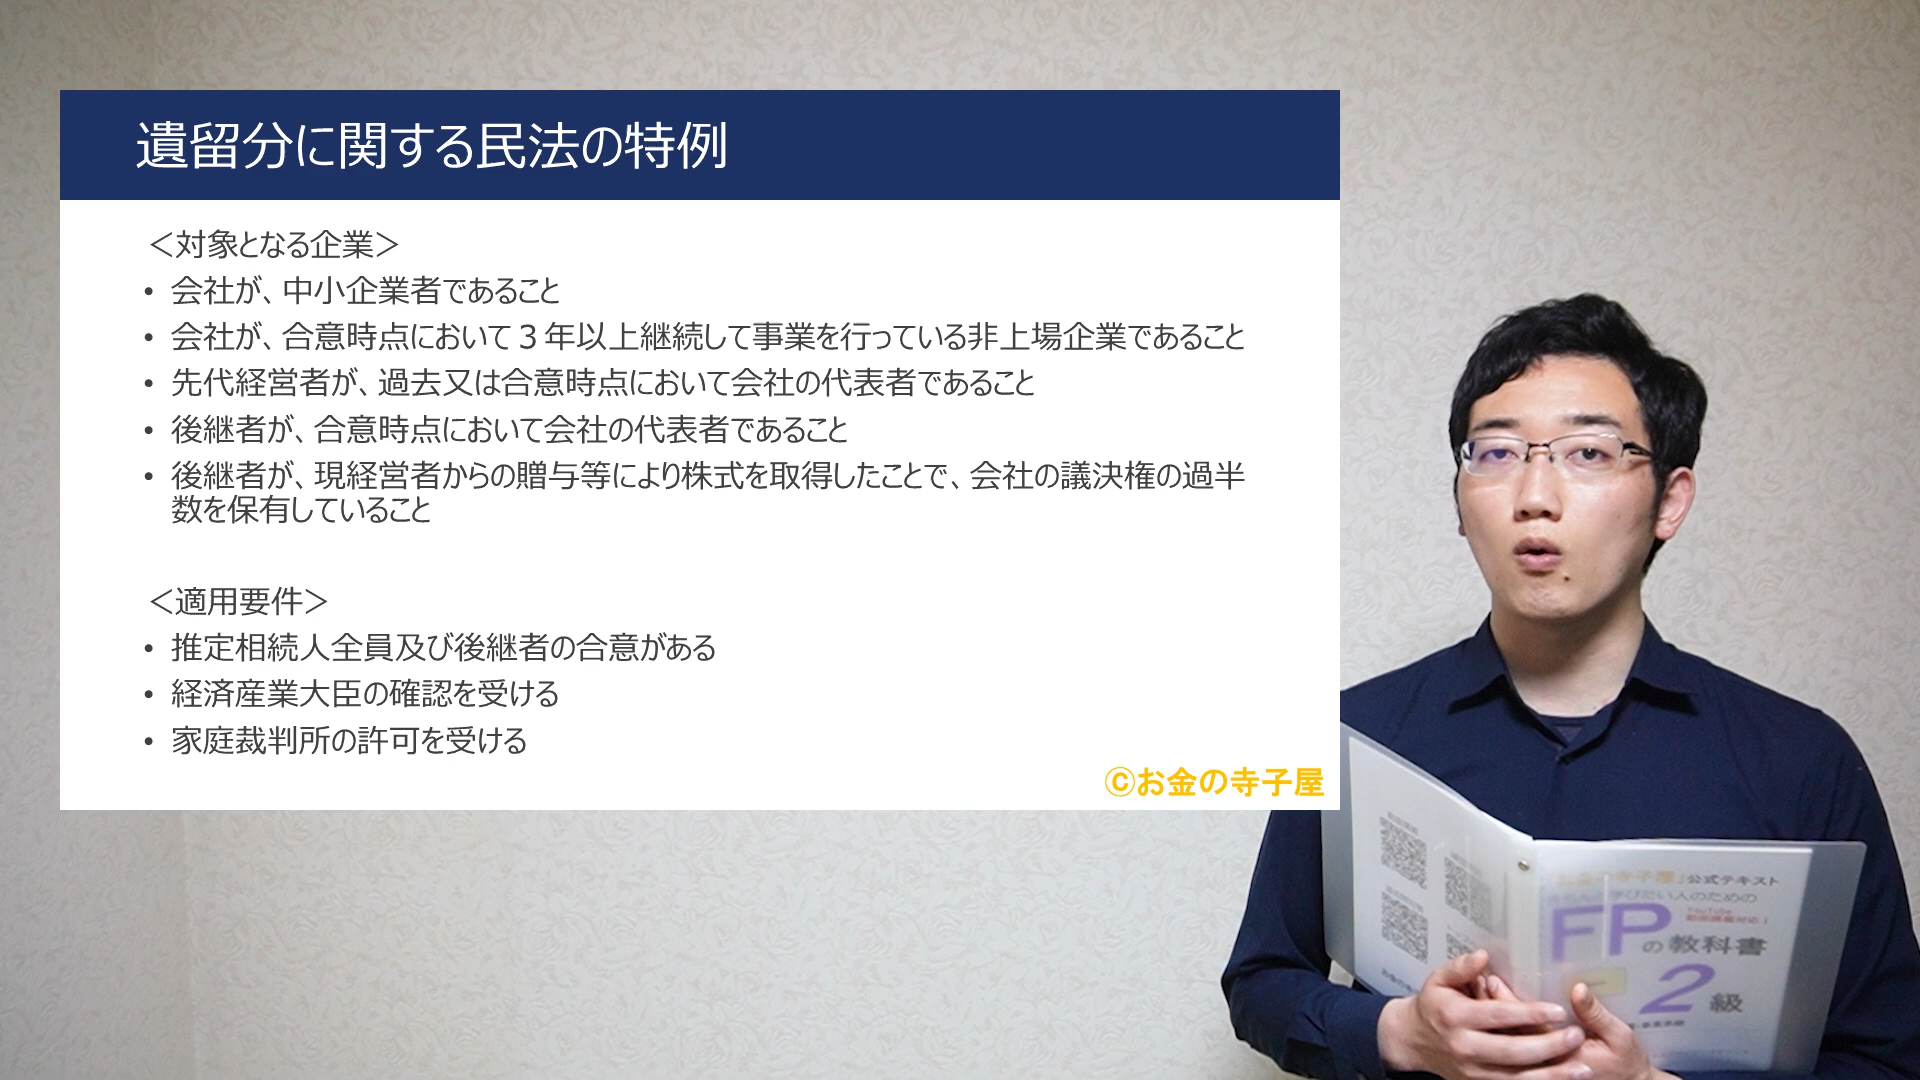 遺留分に関する民法の特例
＜対象となる企業＞
• 会社が、中小企業者であること
• 会社が、合意時点において３年以上継続して事業を行っている非上場企業であること
• 先代経営者が、過去又は合意時点において会社の代表者であること
• 後継者が、合意時点において会社の代表者であること
• 後継者が、現経営者からの贈与等により株式を取得したことで、会社の議決権の過半
数を保有していること
＜適用要件＞
• 推定相続人全員及び後継者の合意がある
• 経済産業大臣の確認を受ける
• 家庭裁判所の許可を受ける
©お金の寺子屋
寺子屋」公式テキスト
びたい人のための
YouTube
FPの教科書
2級